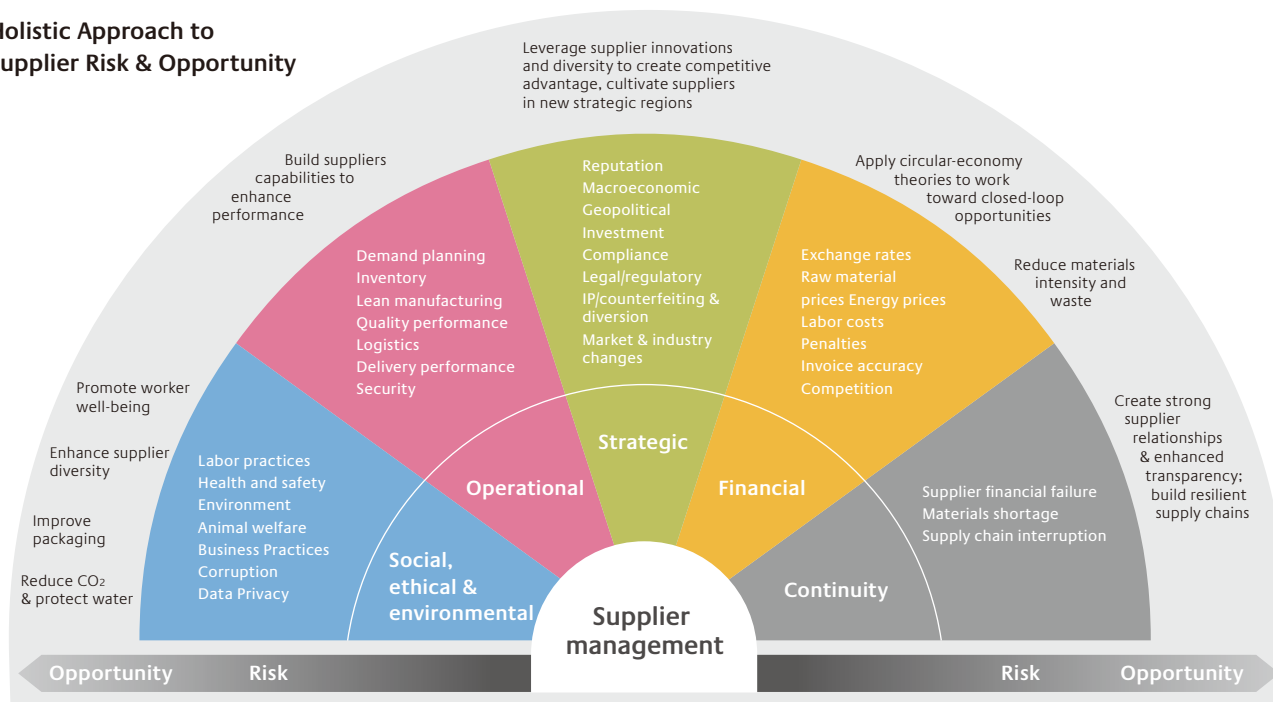 Holistic Approach to
upplier Risk & Opportunity
Leverage supplier innovations
and diversity to create competitive
advantage, cultivate suppliers
in new strategic regions
Build suppliers
capabilities to
enhance
performance
Apply circular-economy
theories to work
toward closed-loop
opportunities
Reduce materials
intensity and
waste
Promote worker
well-being
Enhance supplier
diversity
Improve
packaging
Reduce CO₂
& protect water
Create strong
supplier
relationships
& enhanced
transparency;
build resilient
supply chains
Labor practices
Health and safety
Environment
Animal welfare
Business Practices
Corruption
Data Privacy
Social,
ethical &
environmental
Demand planning
Inventory
Lean manufacturing
Quality performance
Logistics
Delivery performance
Security
Operational
Reputation
Macroeconomic
Geopolitical
Investment
Compliance
Legal/regulatory
IP/counterfeiting &
diversion
Market & industry
changes
Strategic
Exchange rates
Raw material
prices Energy prices
Labor costs
Penalties
Invoice accuracy
Competition
Financial
Supplier financial failure
Materials shortage
Supply chain interruption
Continuity
Supplier
management
Opportunity
Risk
Risk
Opportunity